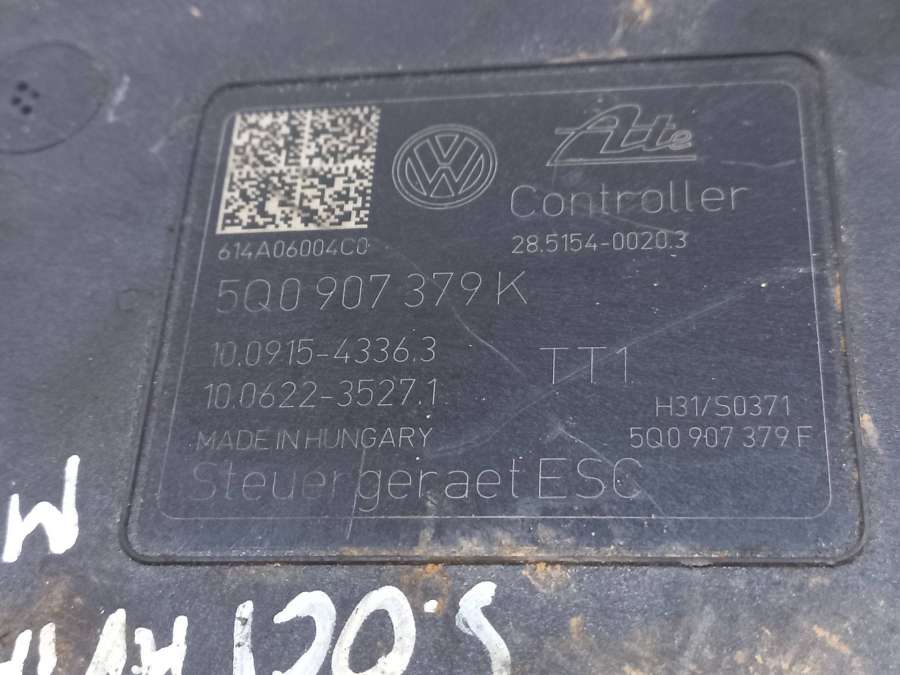 Ate
Controller
614A06004C0
28.5154-0020.3
5Q0 907 379 K
10.0915-4336.3
TT1
10.0622-3527.1
H31/S0371
MADE IN HUNGARY
5Q0 907 379 F
Steuergeraet ESC